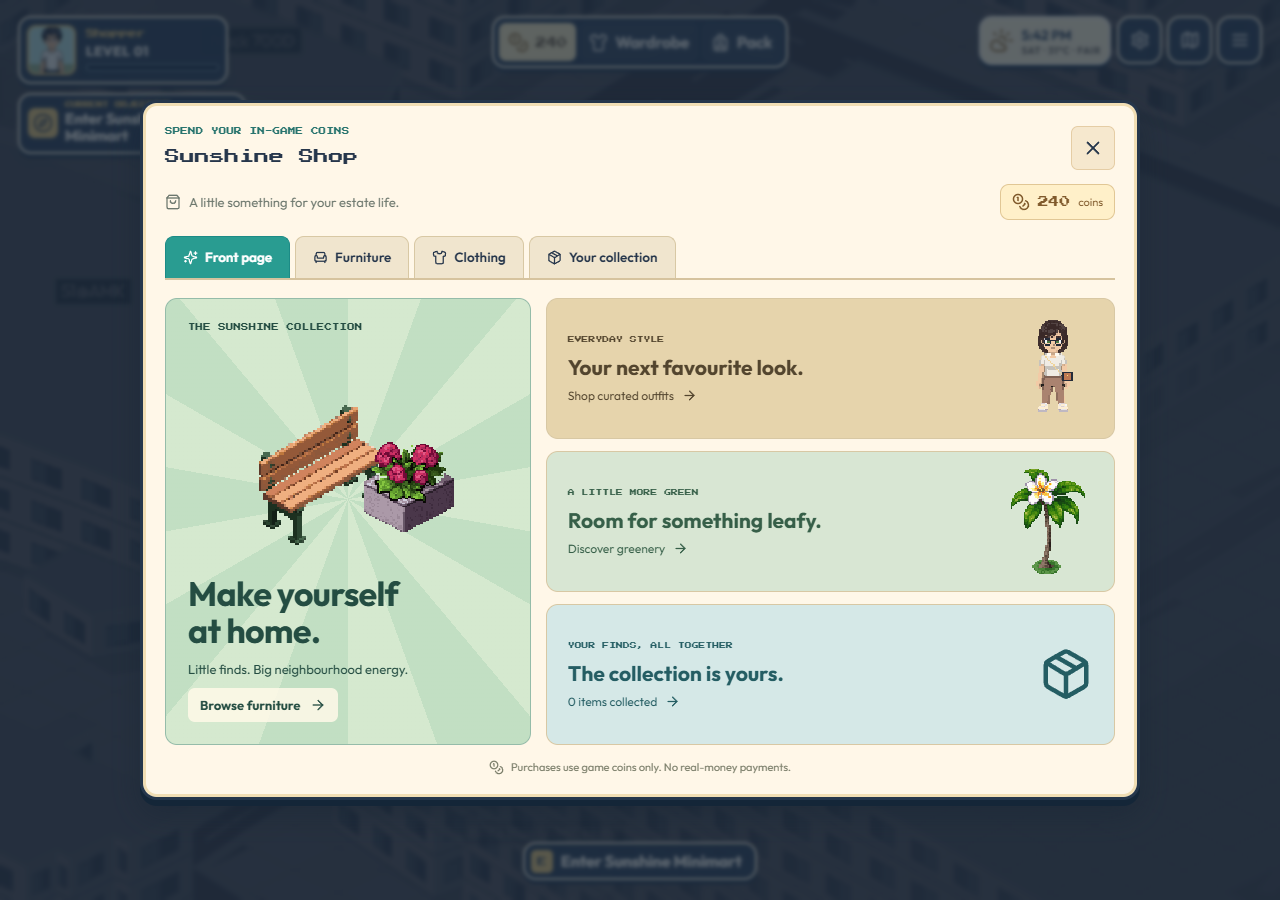 LEVEL 01
240
Wardrobe
Pack
5:42 PM
Enter Sunshine Minimart
SPEND YOUR IN-GAME COINS
Sunshine Shop
A little something for your estate life.
240 coins
Front page
Furniture
Clothing
Your collection
THE SUNSHINE COLLECTION
Make yourself
at home.
Little finds. Big neighbourhood energy.
Browse furniture
EVERYDAY STYLE
Your next favourite look.
Shop curated outfits
A LITTLE MORE GREEN
Room for something leafy.
Discover greenery
YOUR FINDS, ALL TOGETHER
The collection is yours.
0 items collected
Purchases use game coins only. No real-money payments.